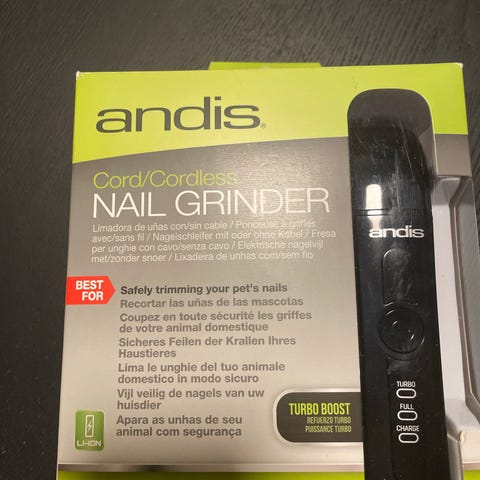 andis®
Cord/Cordless
NAIL GRINDER
Limadora de uñas con/sin cable / Ponceuse à griffes
avec/sans fil / Nagelschleifer mit oder ohne Kabel / Fresa
per unghie con cavo/senza cavo / Elektrische nagelvijl
met/zonder snoer / Lixadeira de unhas com/sem fio
BEST
FOR
Safely trimming your pet's nails
Recortar las uñas de las mascotas
Coupez en toute sécurité les griffes
de votre animal domestique
Sicheres Feilen der Krallen Ihres
Haustieres
Lima le unghie del tuo animale
domestico in modo sicuro
Vijl veilig de nagels van uw
huisdier
Apara as unhas de seu
animal com segurança
LI-ION
TURBO BOOST
REFUERZO TURBO
PUISSANCE TURBO
andis
TURBO
FULL
CHARGE